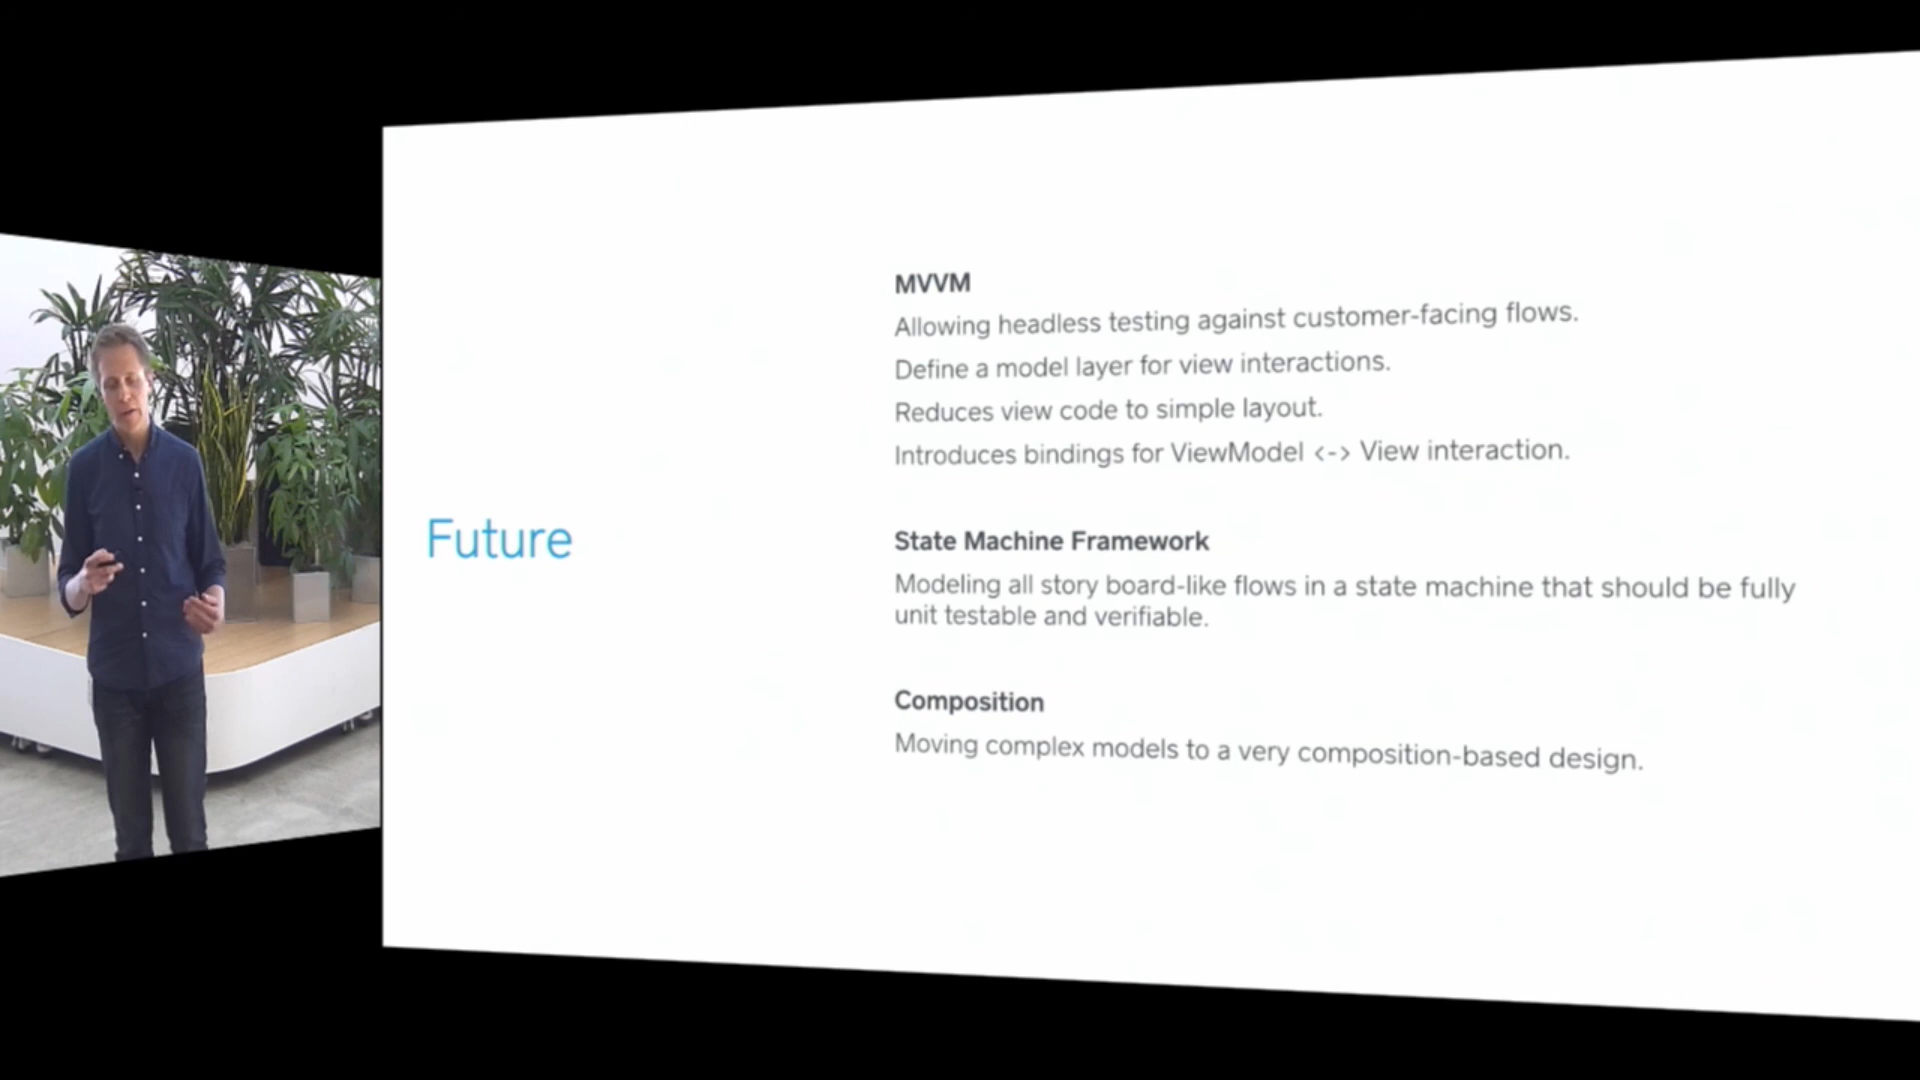 Future
MVVM
Allowing headless testing against customer-facing flows.
Define a model layer for view interactions.
Reduces view code to simple layout.
Introduces bindings for ViewModel <-> View interaction.
State Machine Framework
Modeling all story board-like flows in a state machine that should be fully
unit testable and verifiable.
Composition
Moving complex models to a very composition-based design.